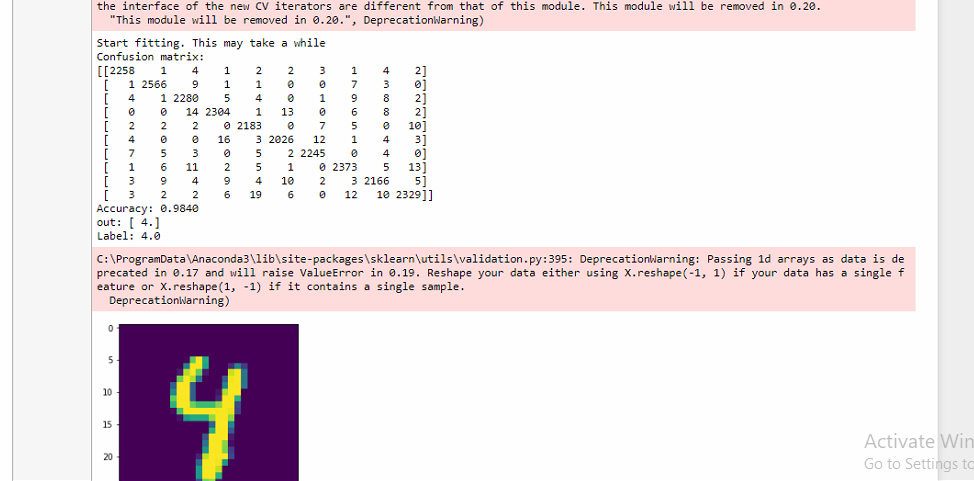 the interface of the new CV iterators are different from that of this module. This module will be removed in 0.20.
"This module will be removed in 0.20.", DeprecationWarning)
Start fitting. This may take a while
Confusion matrix:
[[2258 1 4 1 2 2 3 1 4 2]
[ 1 2566 9 1 1 0 0 7 3 0]
[ 4 1 2280 5 4 0 1 9 8 2]
[ 0 0 14 2304 1 13 0 6 8 2]
[ 2 2 2 0 2183 0 7 5 0 10]
[ 4 0 0 16 3 2026 12 1 4 3]
[ 7 5 3 0 5 2 2245 0 4 0]
[ 1 6 11 2 5 1 0 2373 5 13]
[ 3 9 4 9 4 10 2 3 2166 5]
[ 3 2 2 6 19 6 0 12 10 2329]]
Accuracy: 0.9840
out: [ 4.]
Label: 4.0
C:\ProgramData\Anaconda3\lib\site-packages\sklearn\utils\validation.py:395: DeprecationWarning: Passing 1d arrays as data is de
precated in 0.17 and will raise ValueError in 0.19. Reshape your data either using X.reshape(-1, 1) if your data has a single f
eature or X.reshape(1, -1) if it contains a single sample.
DeprecationWarning)
0
5
10
15
20
4
Activate Win
Go to Settings to